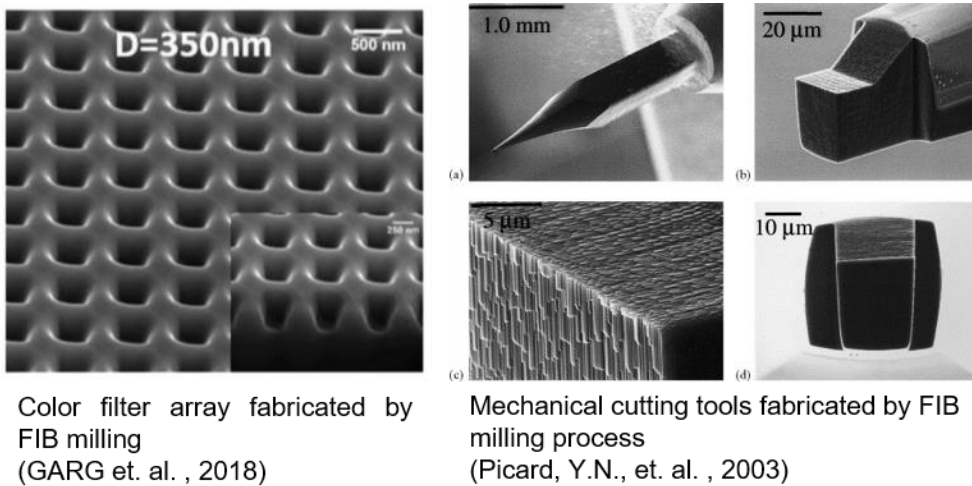 D=350nm
500 nm
250 nm
1.0 mm
(a)
20 µm
(b)
5 µm
(c)
10 µm
(d)
Color filter array fabricated by
FIB milling
(GARG et. al. , 2018)
Mechanical cutting tools fabricated by FIB
milling process
(Picard, Y.N., et. al. , 2003)